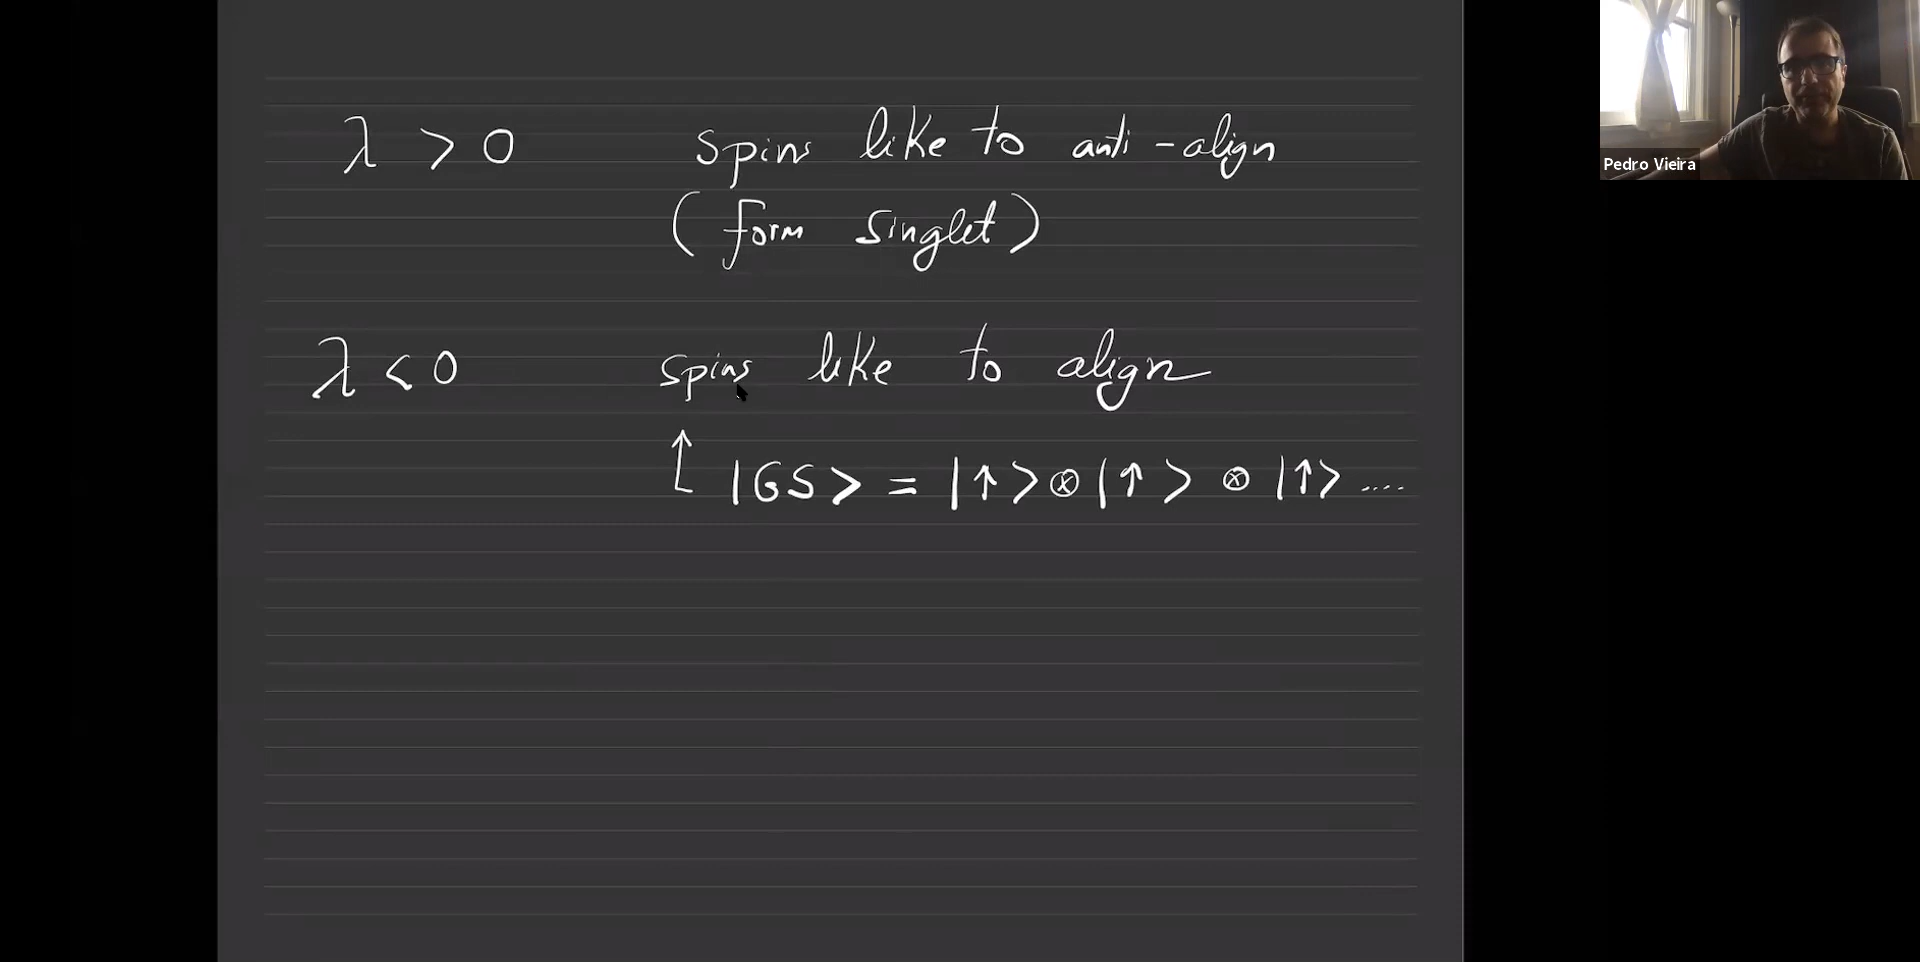 λ > 0 spins like to anti-align
(form singlet)
λ < 0 spins like to align
↑ |GS> = |↑> ⊗ |↑> ⊗ |↑> ....
Pedro Vieira